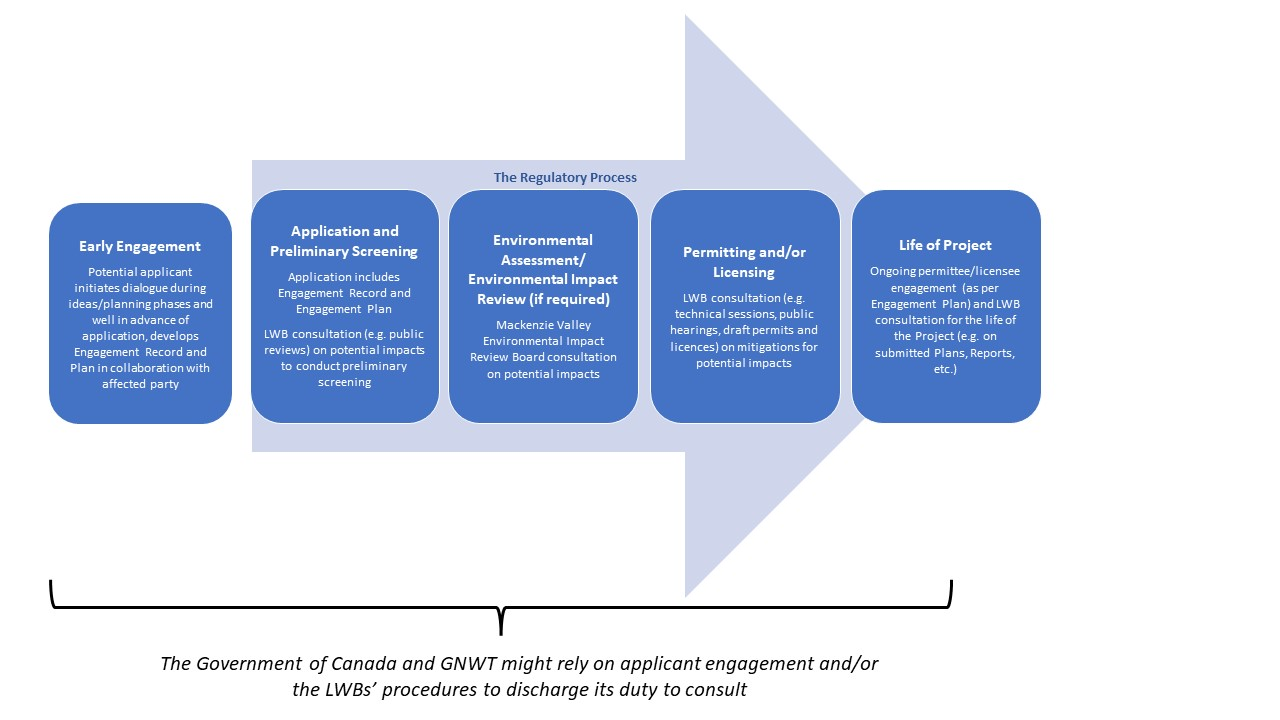 The Regulatory Process
Early Engagement
Potential applicant
initiates dialogue during
ideas/planning phases and
well in advance of
application, develops
Engagement Record and
Plan in collaboration with
affected party
Application and
Preliminary Screening
Application includes
Engagement Record and
Engagement Plan
LWB consultation (e.g. public
reviews) on potential impacts
to conduct preliminary
screening
Environmental
Assessment/
Environmental Impact
Review (if required)
Mackenzie Valley
Environmental Impact
Review Board consultation
on potential impacts
Permitting and/or
Licensing
LWB consultation (e.g.
technical sessions, public
hearings, draft permits and
licences) on mitigations for
potential impacts
Life of Project
Ongoing permittee/licensee
engagement (as per
Engagement Plan) and LWB
consultation for the life of
the Project (e.g. on
submitted Plans, Reports,
etc.)
The Government of Canada and GNWT might rely on applicant engagement and/or
the LWBs’ procedures to discharge its duty to consult